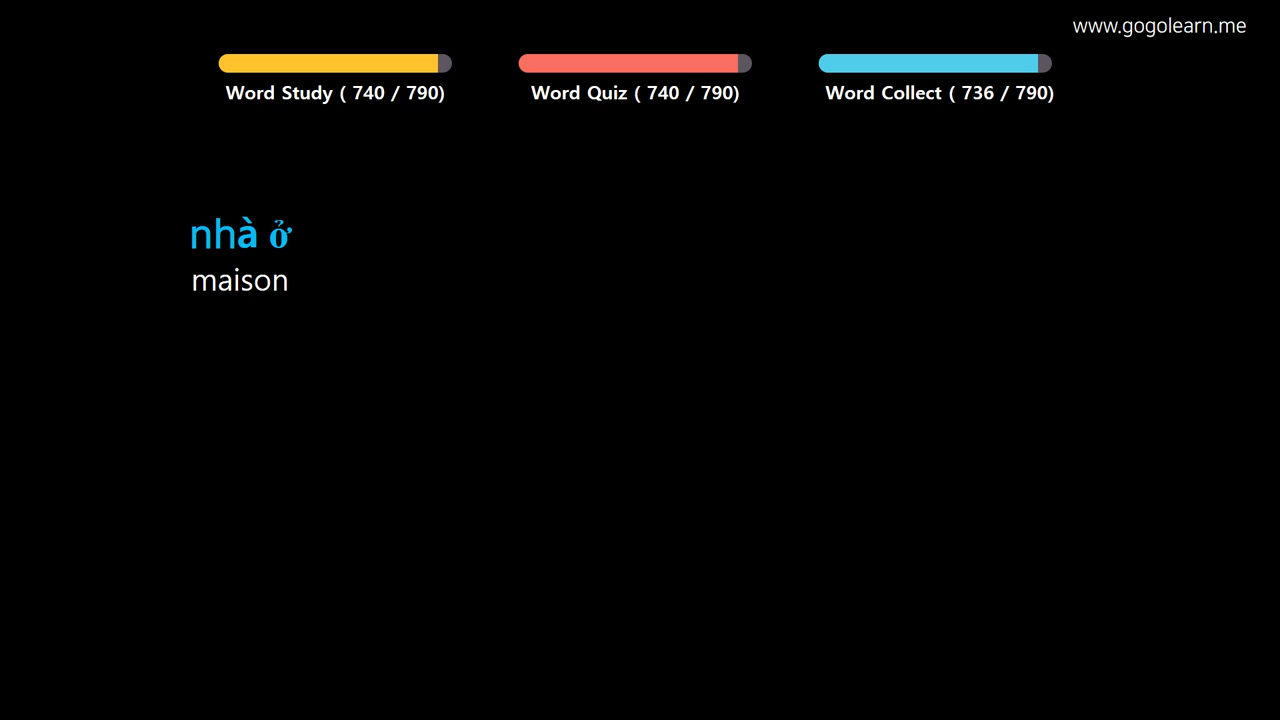 www.gogolearn.me
Word Study ( 740 / 790)
Word Quiz ( 740 / 790)
Word Collect ( 736 / 790)
nhà ở
maison